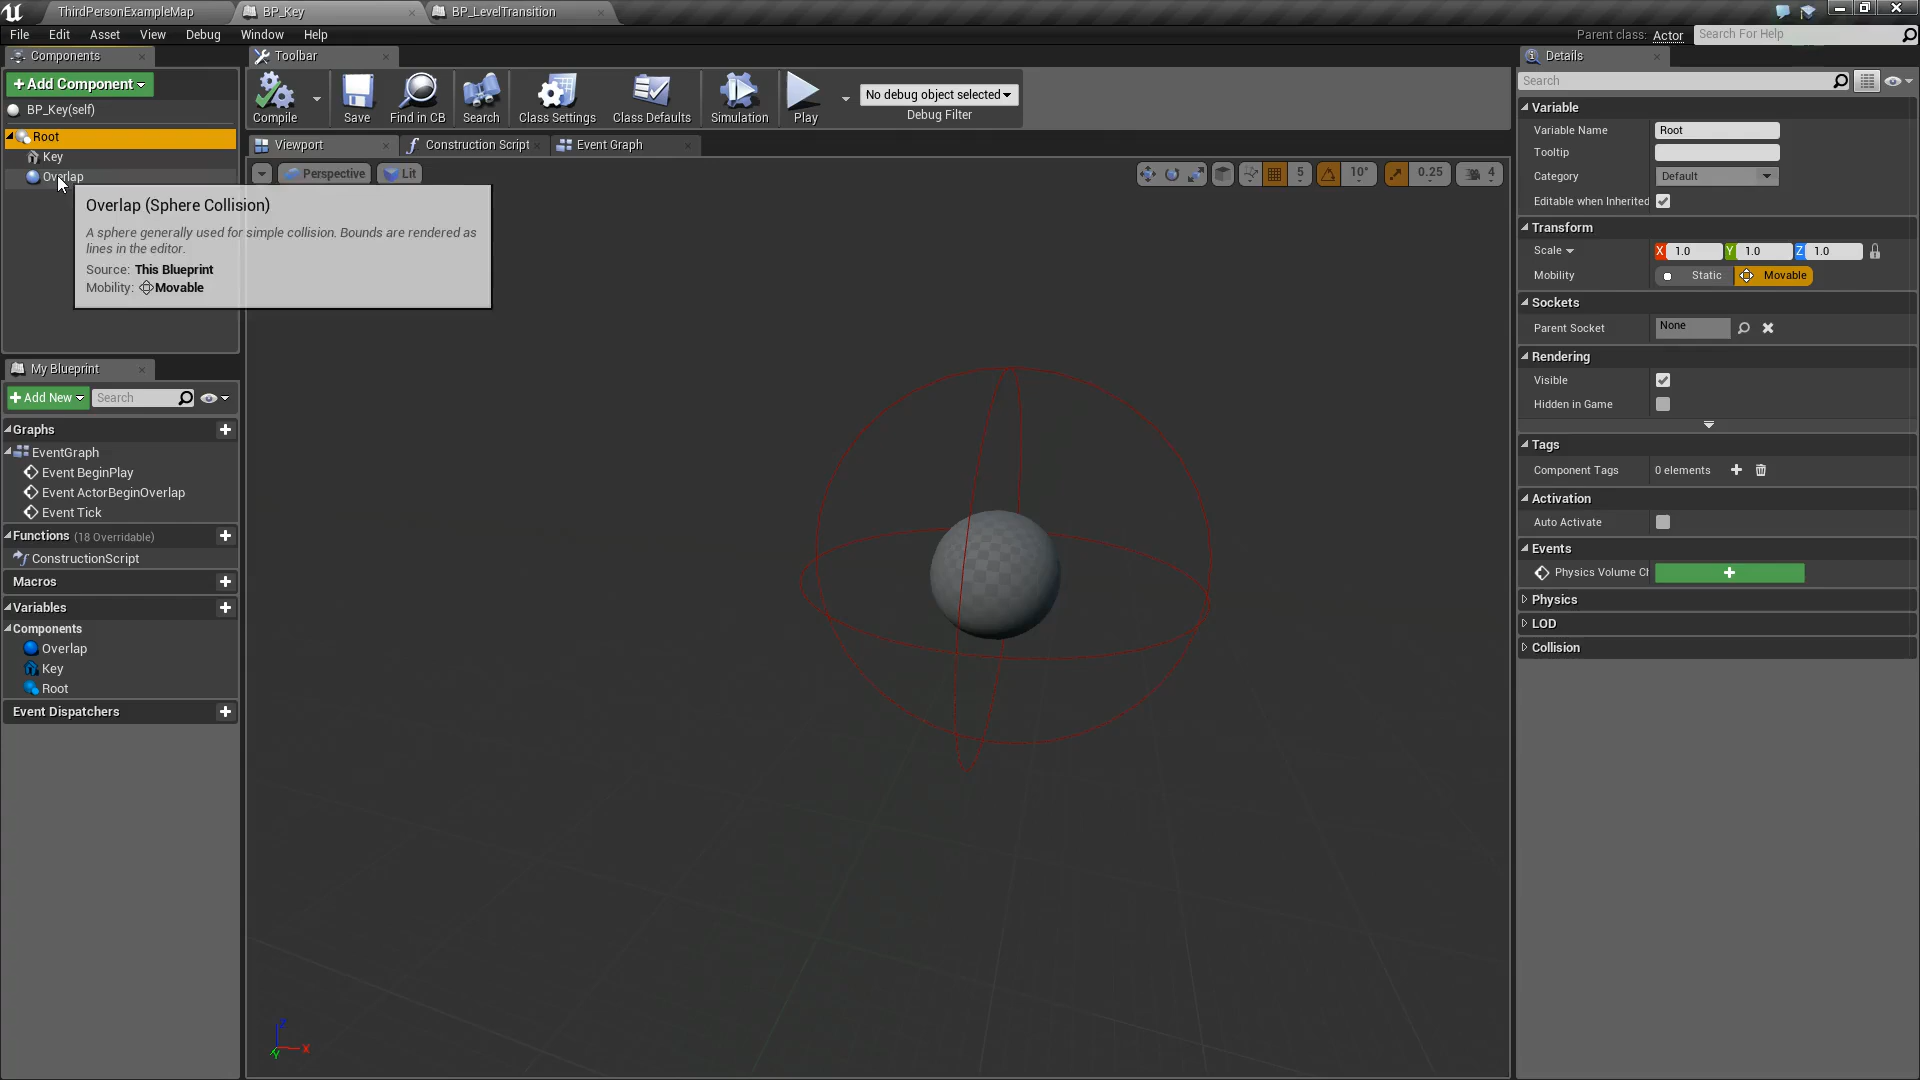 ThirdPersonExampleMap
BP_Key
BP_LevelTransition
File Edit Asset View Debug Window Help
Parent class: Actor
Search For Help
Components
+ Add Component
BP_Key(self)
Root
Key
Overlap
Overlap (Sphere Collision)
A sphere generally used for simple collision. Bounds are rendered as
lines in the editor.
Source: This Blueprint
Mobility: Movable
Toolbar
Compile
Save
Find in CB
Search
Class Settings
Class Defaults
Simulation
Play
No debug object selected
Debug Filter
Viewport
Construction Script
Event Graph
Perspective
Lit
5
10°
0.25
4
My Blueprint
+ Add New
Search
Graphs
EventGraph
Event BeginPlay
Event ActorBeginOverlap
Event Tick
Functions (18 Overridable)
ConstructionScript
Macros
Variables
Components
Overlap
Key
Root
Event Dispatchers
Z
X
Y
Details
Search
Variable
Variable Name Root
Tooltip
Category Default
Editable when Inherited
Transform
Scale X 1.0 Y 1.0 Z 1.0
Mobility Static Movable
Sockets
Parent Socket None
Rendering
Visible
Hidden in Game
Tags
Component Tags 0 elements
Activation
Auto Activate
Events
Physics Volume Ch
Physics
LOD
Collision